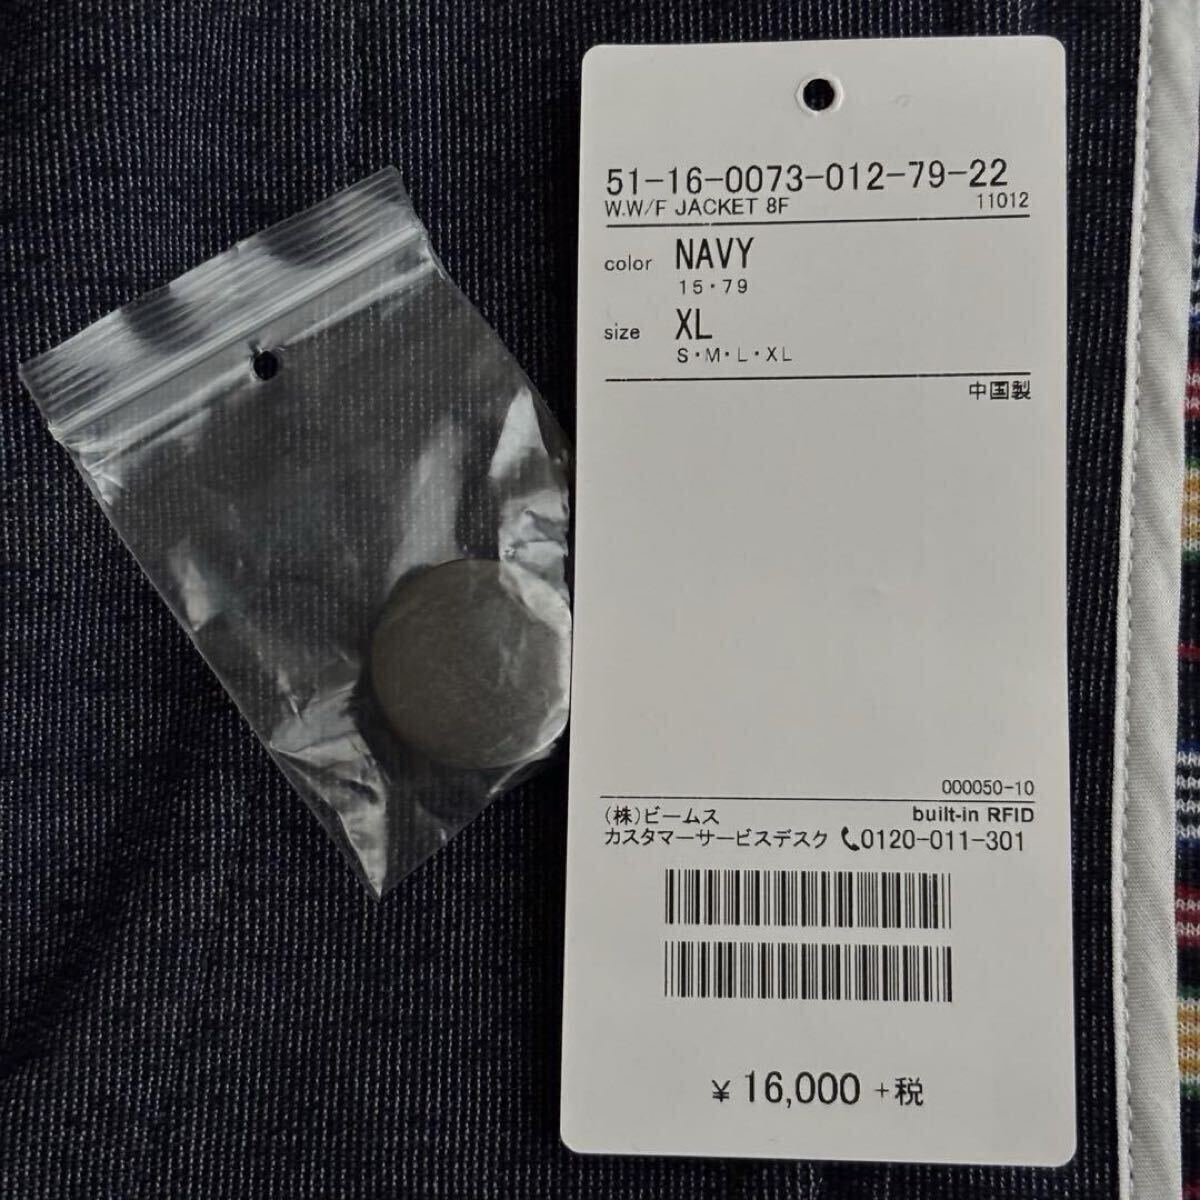 51-16-0073-012-79-22
W.W/F JACKET 8F 11012
color NAVY
15・79
size XL
S・M・L・XL
中国製
000050-10
(株)ビームス built-in RFID
カスタマーサービスデスク 0120-011-301
¥ 16,000 +税